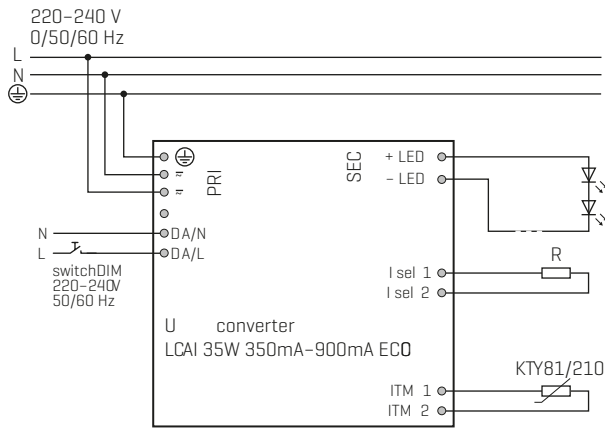 220–240 V
0/50/60 Hz
L
N
PRI
SEC
+ LED
– LED
N
DA/N
L
DA/L
switchDIM
220–240V
50/60 Hz
I sel 1
I sel 2
R
U converter
LCAI 35W 350mA–900mA ECO
KTY81/210
ITM 1
ITM 2